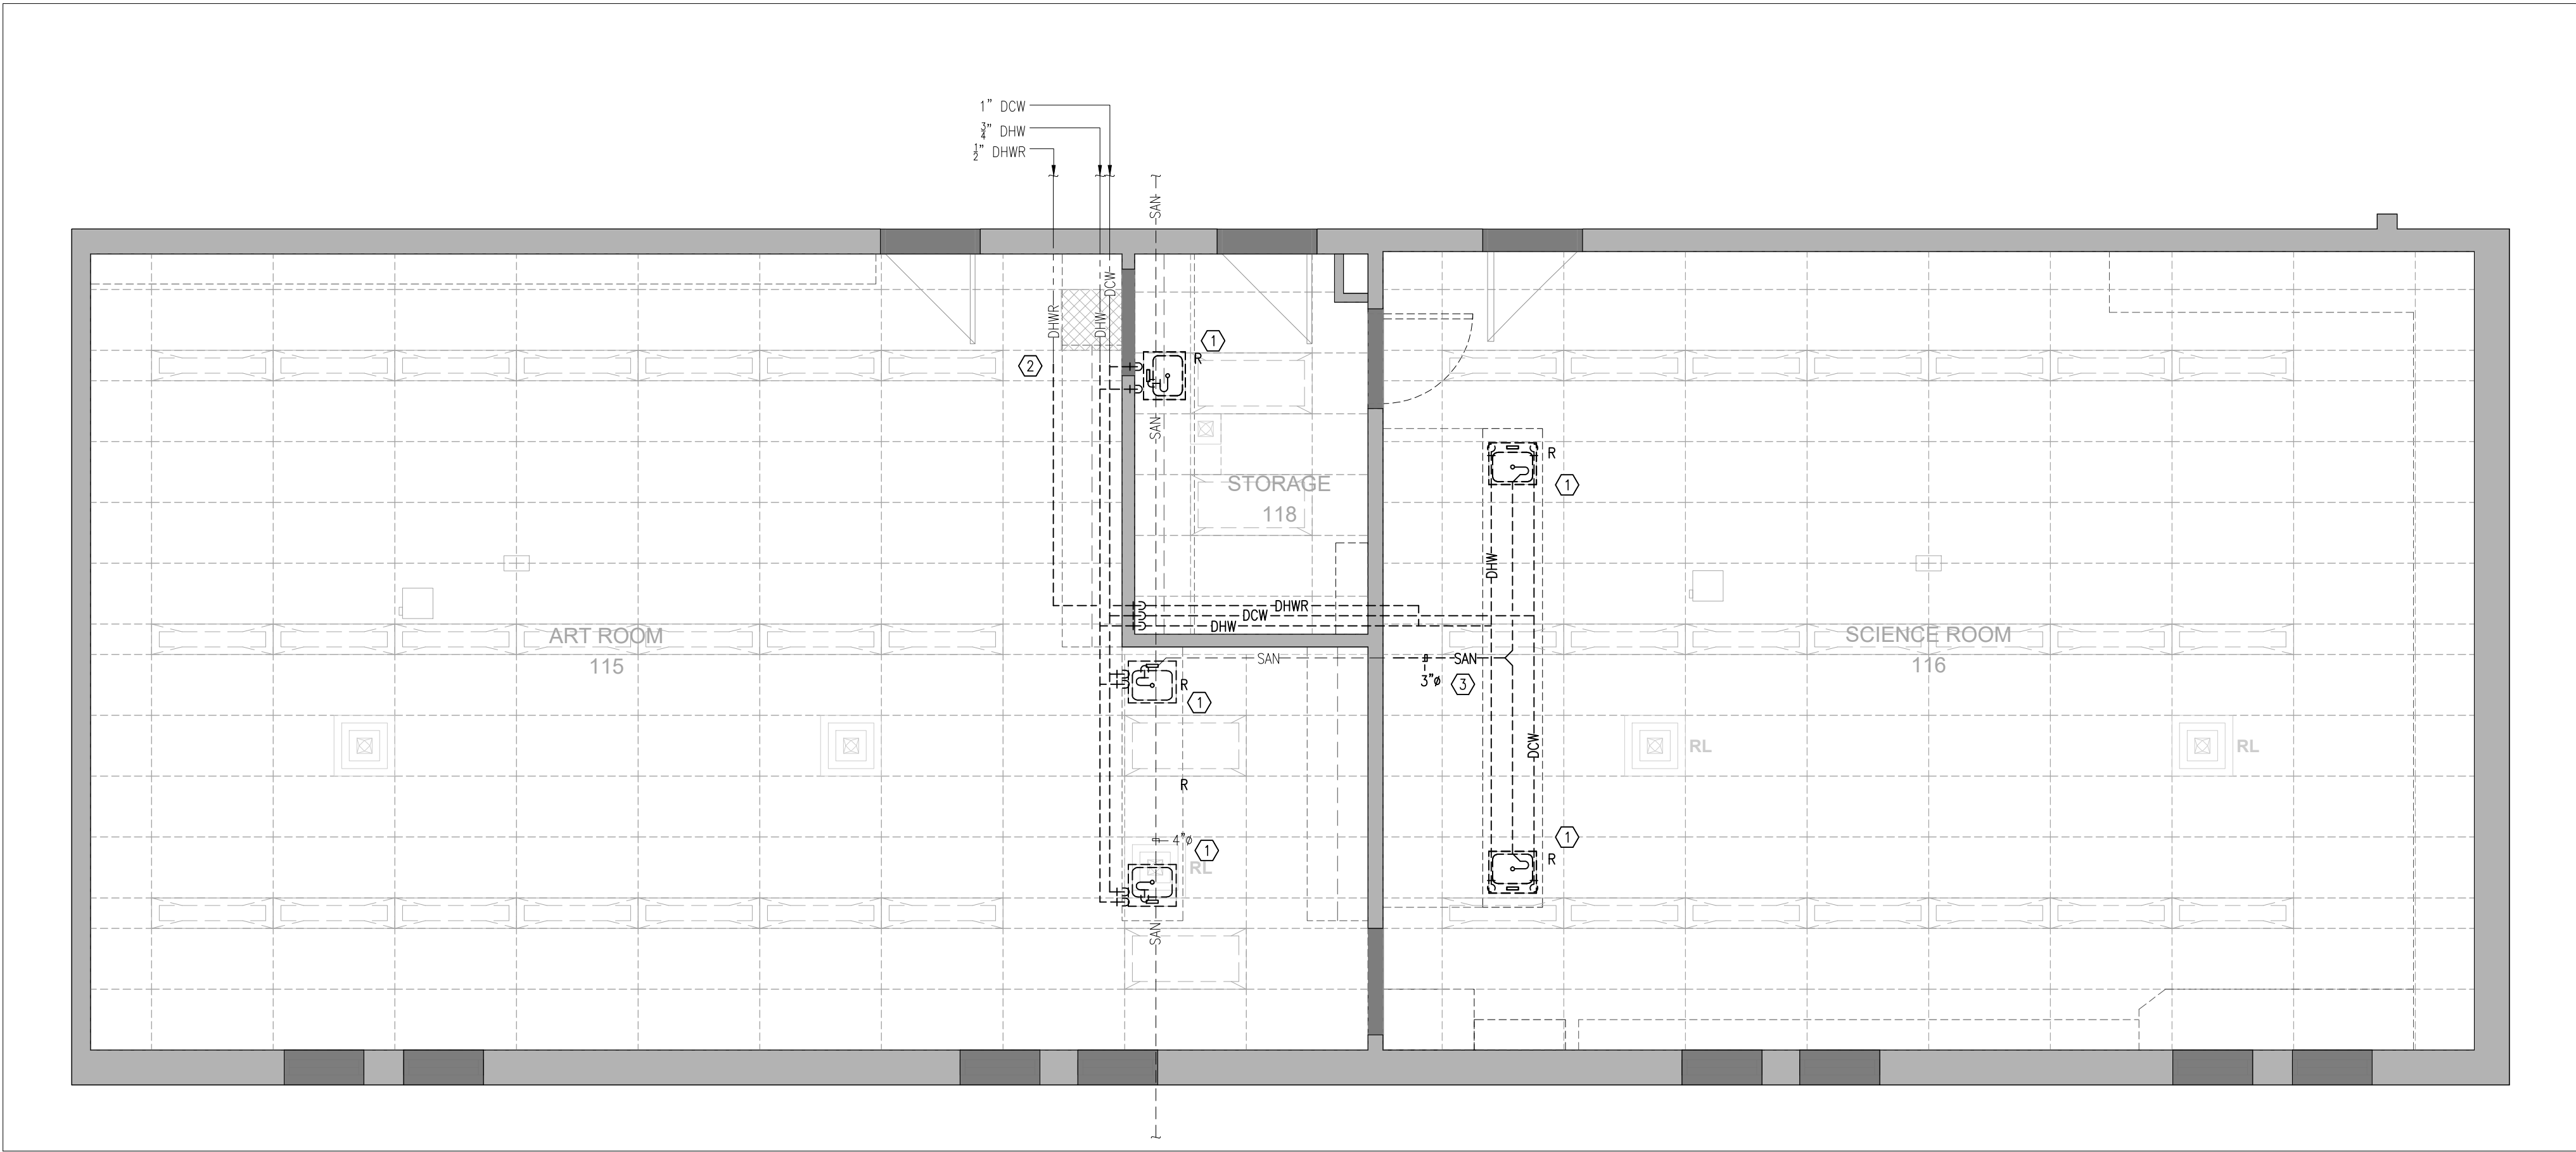 1" DCW
3/4" DHW
1/2" DHWR
SAN
DCW
DHWR
DHW
1
R
2
SAN
R
STORAGE
118
1
DHW
DHWR
DCW
DHW
ART ROOM
115
SCIENCE ROOM
116
SAN
SAN
3"ø
3
R
1
DCW
RL
RL
R
4"ø
1
1
R
RL
SAN